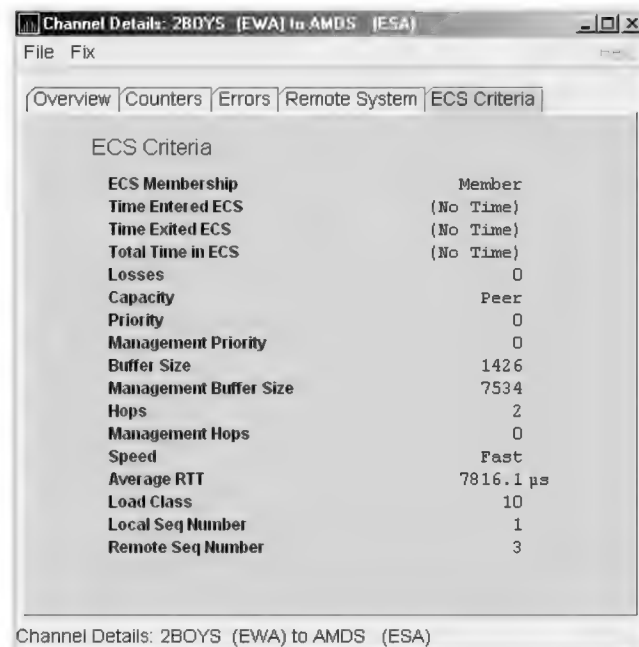 Channel Details: 2BOYS (EWA) to AMDS (ESA)
File Fix
Overview Counters Errors Remote System ECS Criteria
ECS Criteria
ECS Membership Member
Time Entered ECS (No Time)
Time Exited ECS (No Time)
Total Time in ECS (No Time)
Losses 0
Capacity Peer
Priority 0
Management Priority 0
Buffer Size 1426
Management Buffer Size 7534
Hops 2
Management Hops 0
Speed Fast
Average RTT 7816.1 µs
Load Class 10
Local Seq Number 1
Remote Seq Number 3
Channel Details: 2BOYS (EWA) to AMDS (ESA)